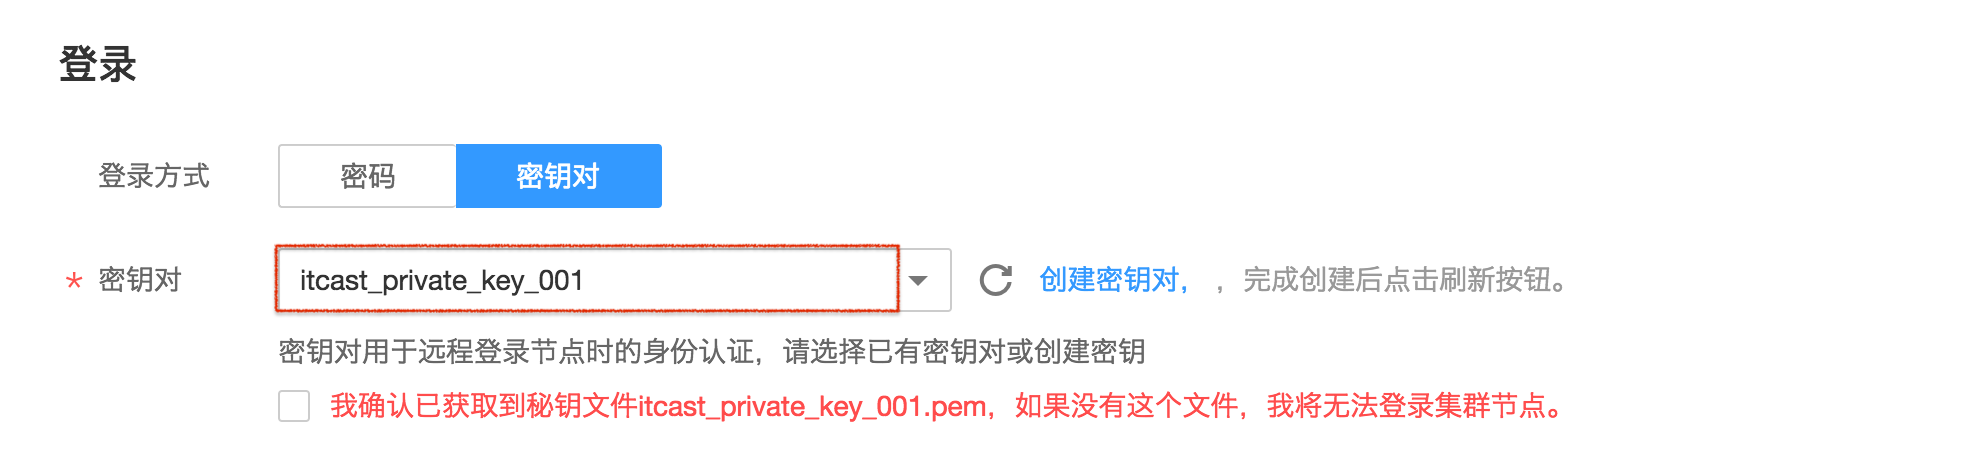 登录
登录方式 密码 密钥对
* 密钥对 itcast_private_key_001 创建密钥对， ，完成创建后点击刷新按钮。
密钥对用于远程登录节点时的身份认证，请选择已有密钥对或创建密钥
我确认已获取到秘钥文件itcast_private_key_001.pem，如果没有这个文件，我将无法登录集群节点。